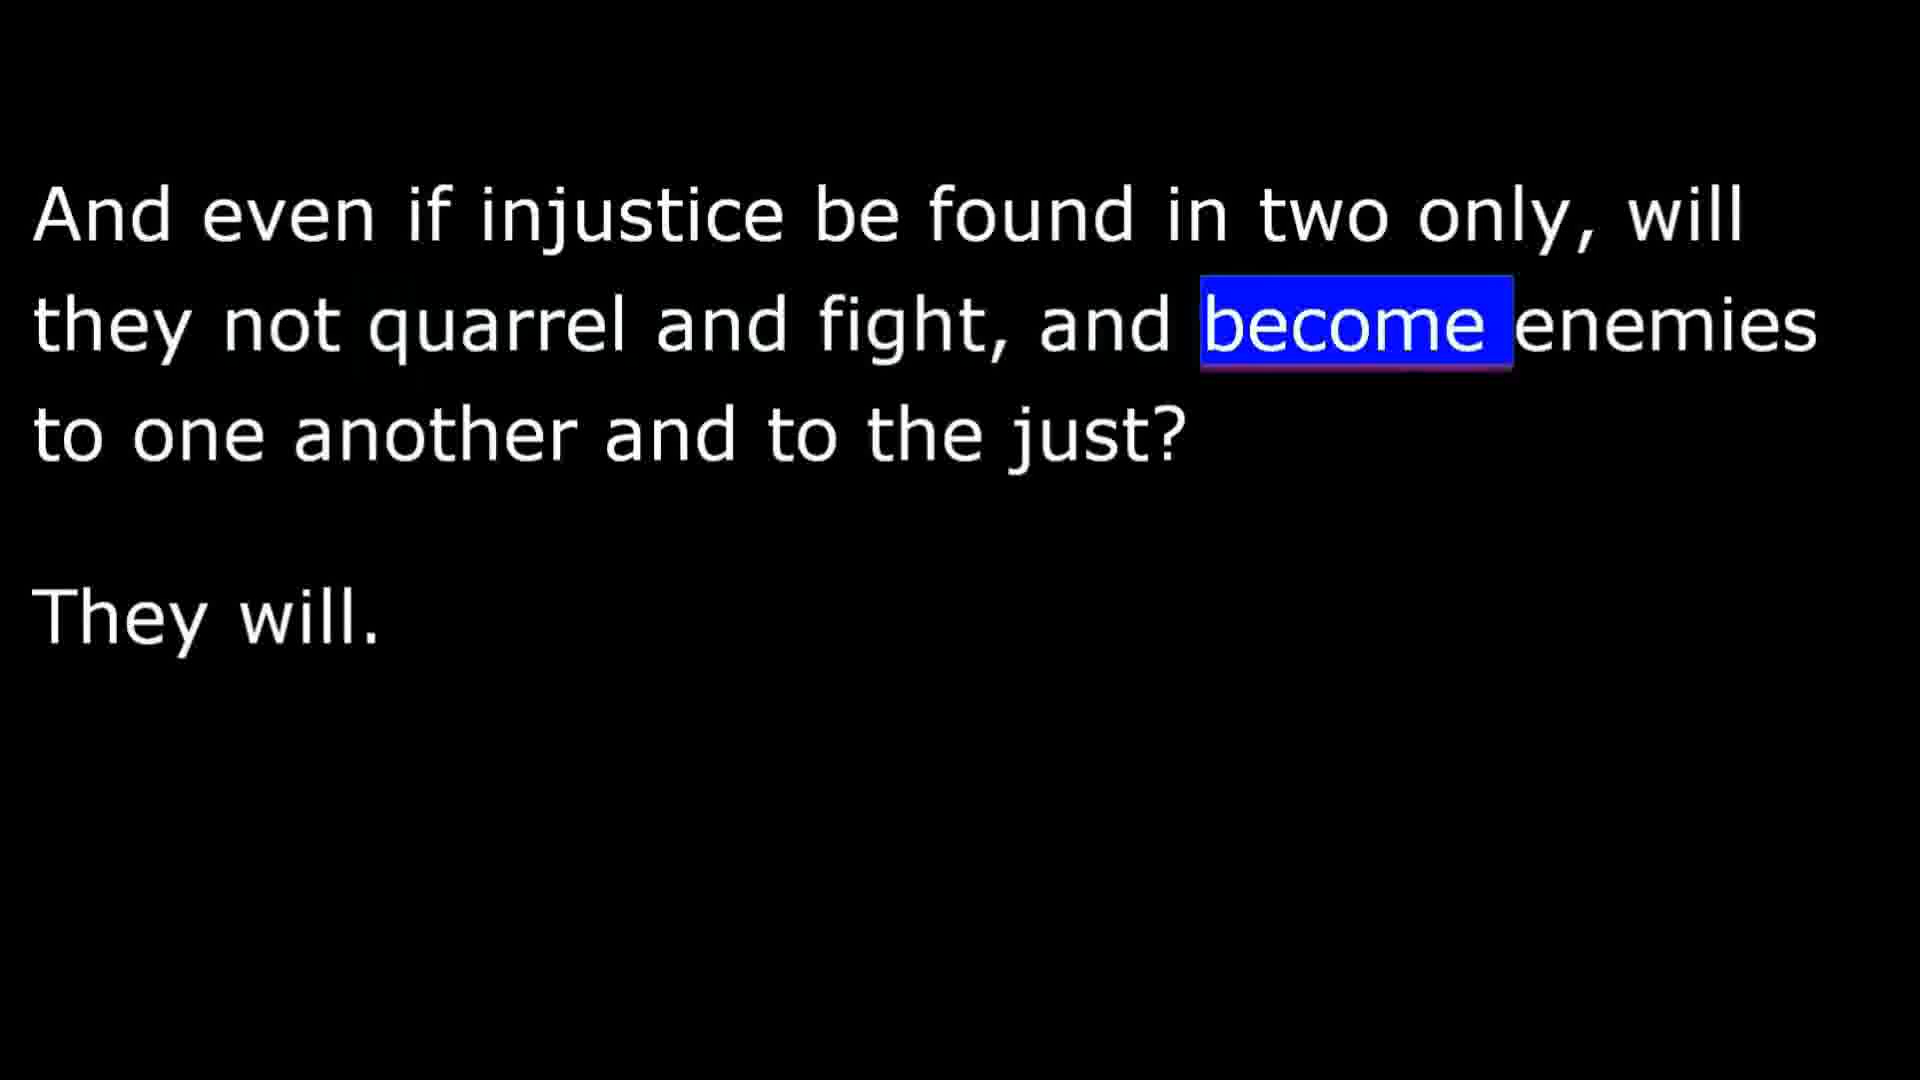 And even if injustice be found in two only, will
they not quarrel and fight, and become enemies
to one another and to the just?
They will.